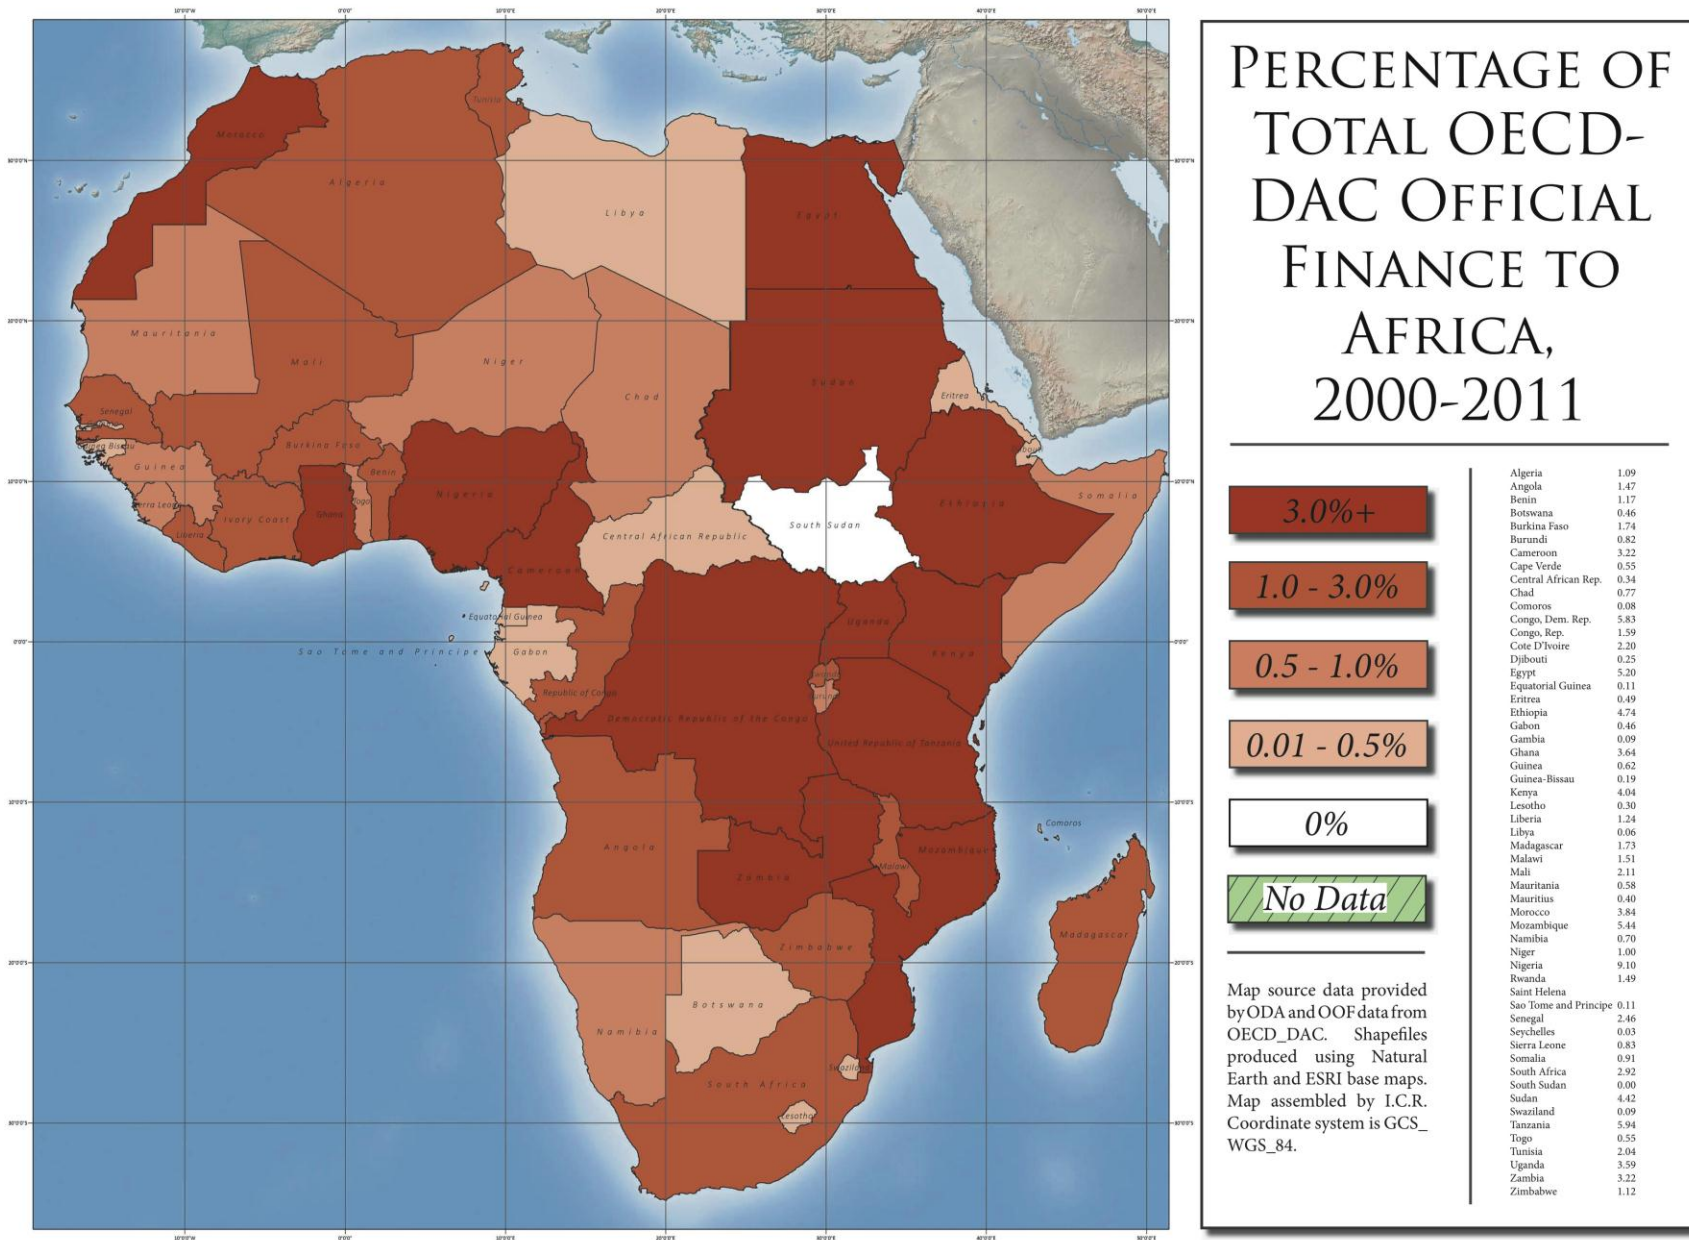 PERCENTAGE OF
TOTAL OECD-
DAC OFFICIAL
FINANCE TO
AFRICA,
2000-2011
3.0%+
1.0 - 3.0%
0.5 - 1.0%
0.01 - 0.5%
0%
No Data
Map source data provided
by ODA and OOF data from
OECD_DAC. Shapefiles
produced using Natural
Earth and ESRI base maps.
Map assembled by I.C.R.
Coordinate system is GCS_
WGS_84.
Algeria 1.09
Angola 1.47
Benin 1.17
Botswana 0.46
Burkina Faso 1.74
Burundi 0.82
Cameroon 3.22
Cape Verde 0.55
Central African Rep. 0.34
Chad 0.77
Comoros 0.08
Congo, Dem. Rep. 5.83
Congo, Rep. 1.59
Cote D'Ivoire 2.20
Djibouti 0.25
Egypt 5.20
Equatorial Guinea 0.11
Eritrea 0.49
Ethiopia 4.74
Gabon 0.46
Gambia 0.09
Ghana 3.64
Guinea 0.62
Guinea-Bissau 0.19
Kenya 4.04
Lesotho 0.30
Liberia 1.24
Libya 0.06
Madagascar 1.73
Malawi 1.51
Mali 2.11
Mauritania 0.58
Mauritius 0.40
Morocco 3.84
Mozambique 5.44
Namibia 0.70
Niger 1.00
Nigeria 9.10
Rwanda 1.49
Saint Helena
Sao Tome and Principe 0.11
Senegal 2.46
Seychelles 0.03
Sierra Leone 0.83
Somalia 0.91
South Africa 2.92
South Sudan 0.00
Sudan 4.42
Swaziland 0.09
Tanzania 5.94
Togo 0.55
Tunisia 2.04
Uganda 3.59
Zambia 3.22
Zimbabwe 1.12
Tunisia
Morocco
Algeria
Libya
Egypt
Mauritania
Mali
Niger
Chad
Sudan
Eritrea
Senegal
Burkina Faso
Guinea
Benin
Nigeria
Togo
Ghana
Ivory Coast
Liberia
Somalia
Ethiopia
South Sudan
Central African Republic
Cameroon
Equatorial Guinea
Uganda
Sao Tome and Principe
Gabon
Kenya
Republic of Congo
Democratic Republic of the Congo
United Republic of Tanzania
Comoros
Angola
Mozambique
Malawi
Zambia
Madagascar
Zimbabwe
Botswana
Namibia
Swaziland
South Africa
Lesotho